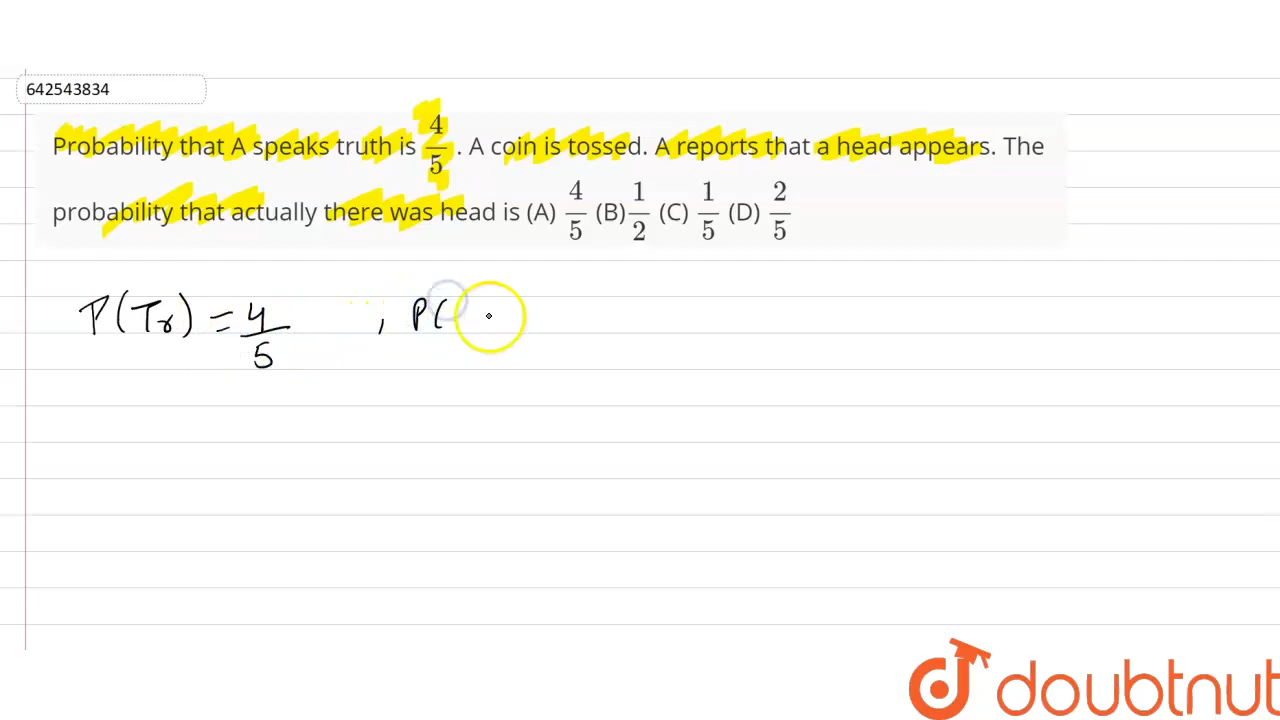 642543834
Probability that A speaks truth is 4/5 . A coin is tossed. A reports that a head appears. The
probability that actually there was head is (A) 4/5 (B) 1/2 (C) 1/5 (D) 2/5
P(Tr) = 4/5 , P(
doubtnut